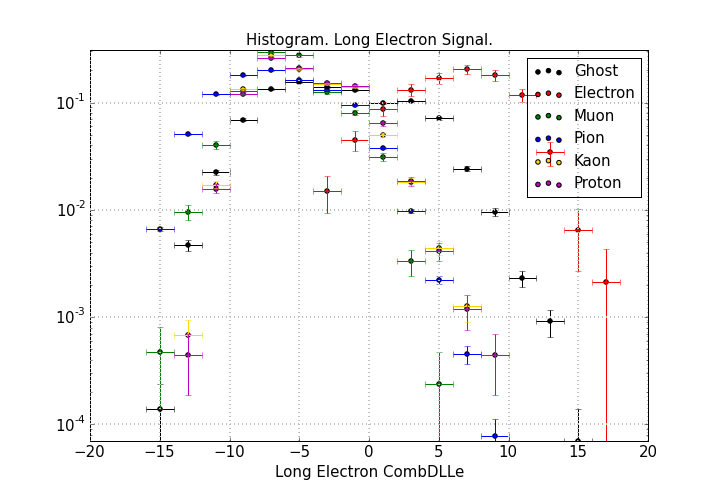 Histogram. Long Electron Signal.
Ghost
Electron
Muon
Pion
Kaon
Proton
10⁻¹
10⁻²
10⁻³
10⁻⁴
−20 −15 −10 −5 0 5 10 15 20
Long Electron CombDLLe